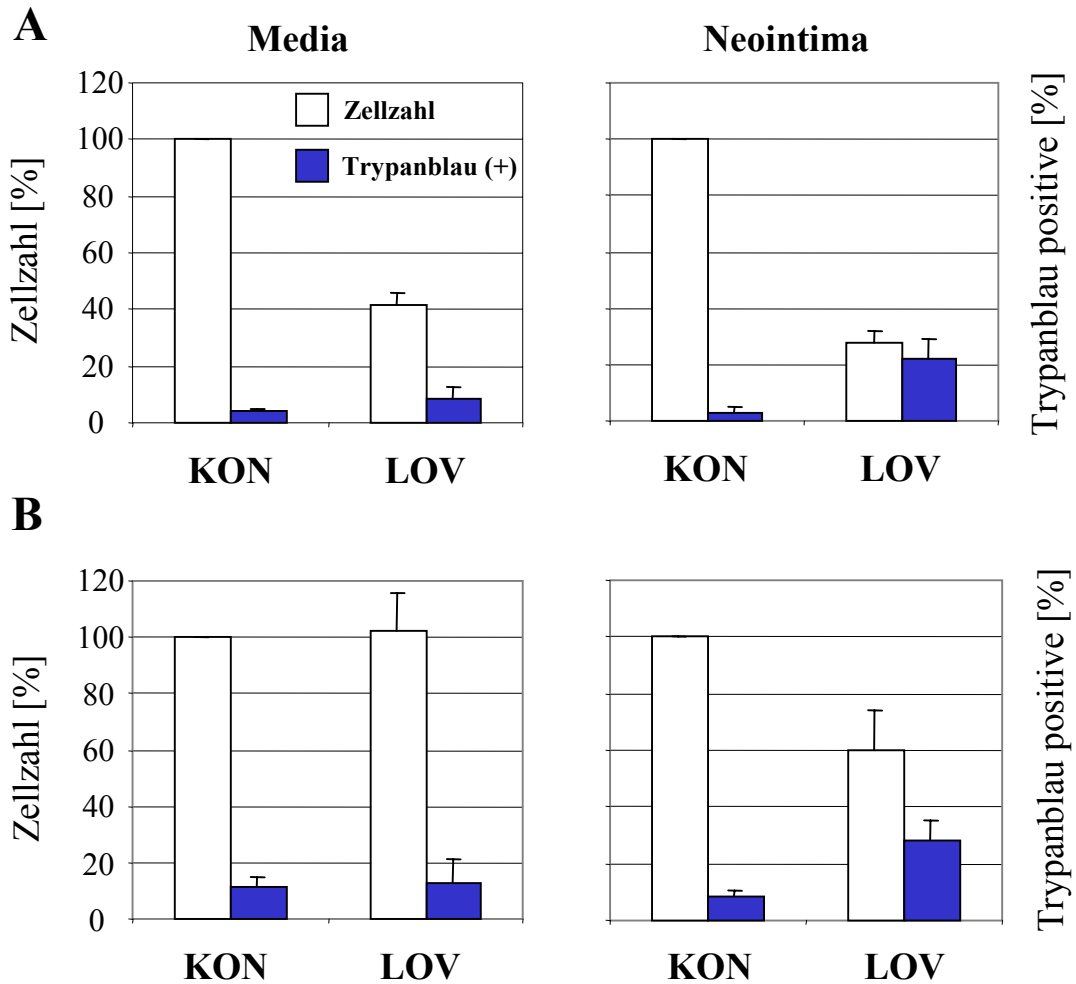 A
Media
Neointima
Zellzahl [%]
120
100
80
60
40
20
0
Zellzahl
Trypanblau (+)
KON
LOV
KON
LOV
Trypanblau positive [%]
B
Zellzahl [%]
120
100
80
60
40
20
0
KON
LOV
KON
LOV
Trypanblau positive [%]